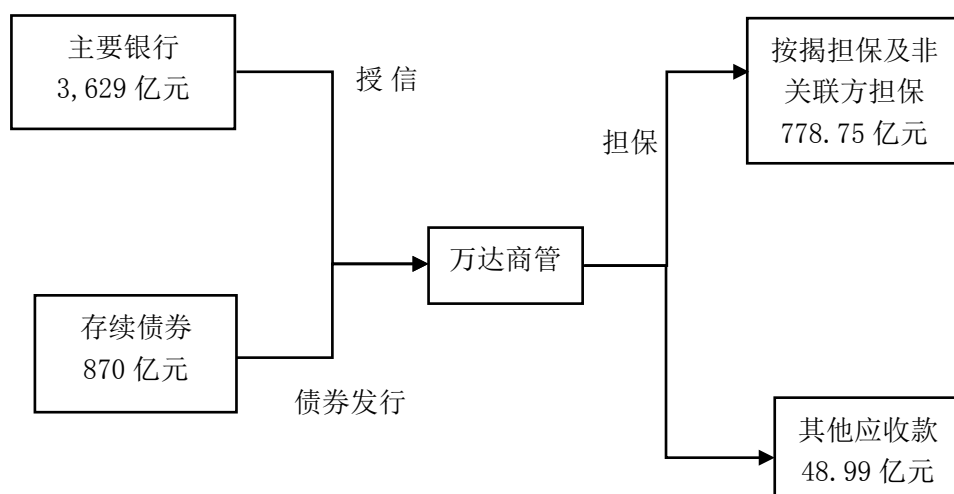 主要银行
3,629 亿元
授 信
按揭担保及非
关联方担保
778.75 亿元
担保
万达商管
存续债券
870 亿元
债券发行
其他应收款
48.99 亿元